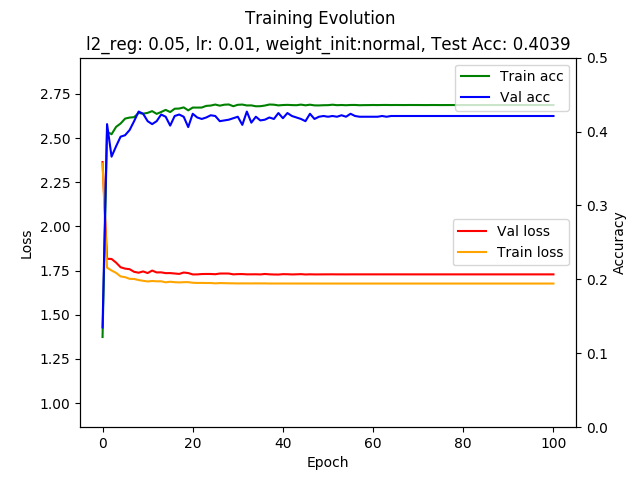 Training Evolution
l2_reg: 0.05, lr: 0.01, weight_init:normal, Test Acc: 0.4039
Train acc
Val acc
Val loss
Train loss
Loss
2.75
2.50
2.25
2.00
1.75
1.50
1.25
1.00
Accuracy
0.5
0.4
0.3
0.2
0.1
0.0
0 20 40 60 80 100
Epoch